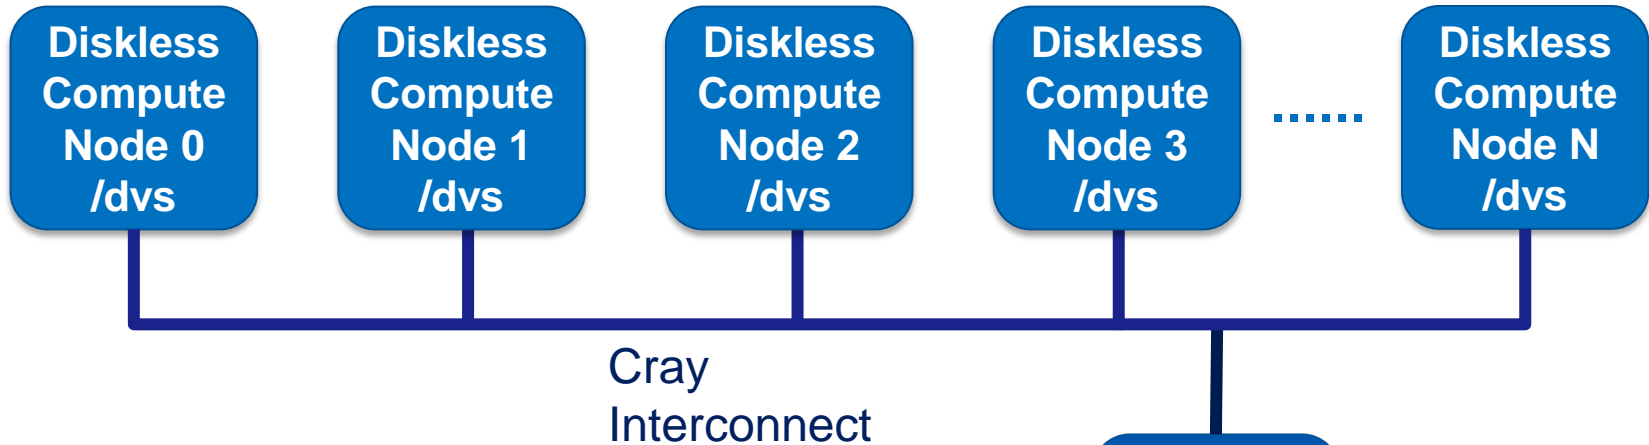 Diskless
Compute
Node 0
/dvs
Diskless
Compute
Node 1
/dvs
Diskless
Compute
Node 2
/dvs
Diskless
Compute
Node 3
/dvs
Diskless
Compute
Node N
/dvs
Cray
Interconnect